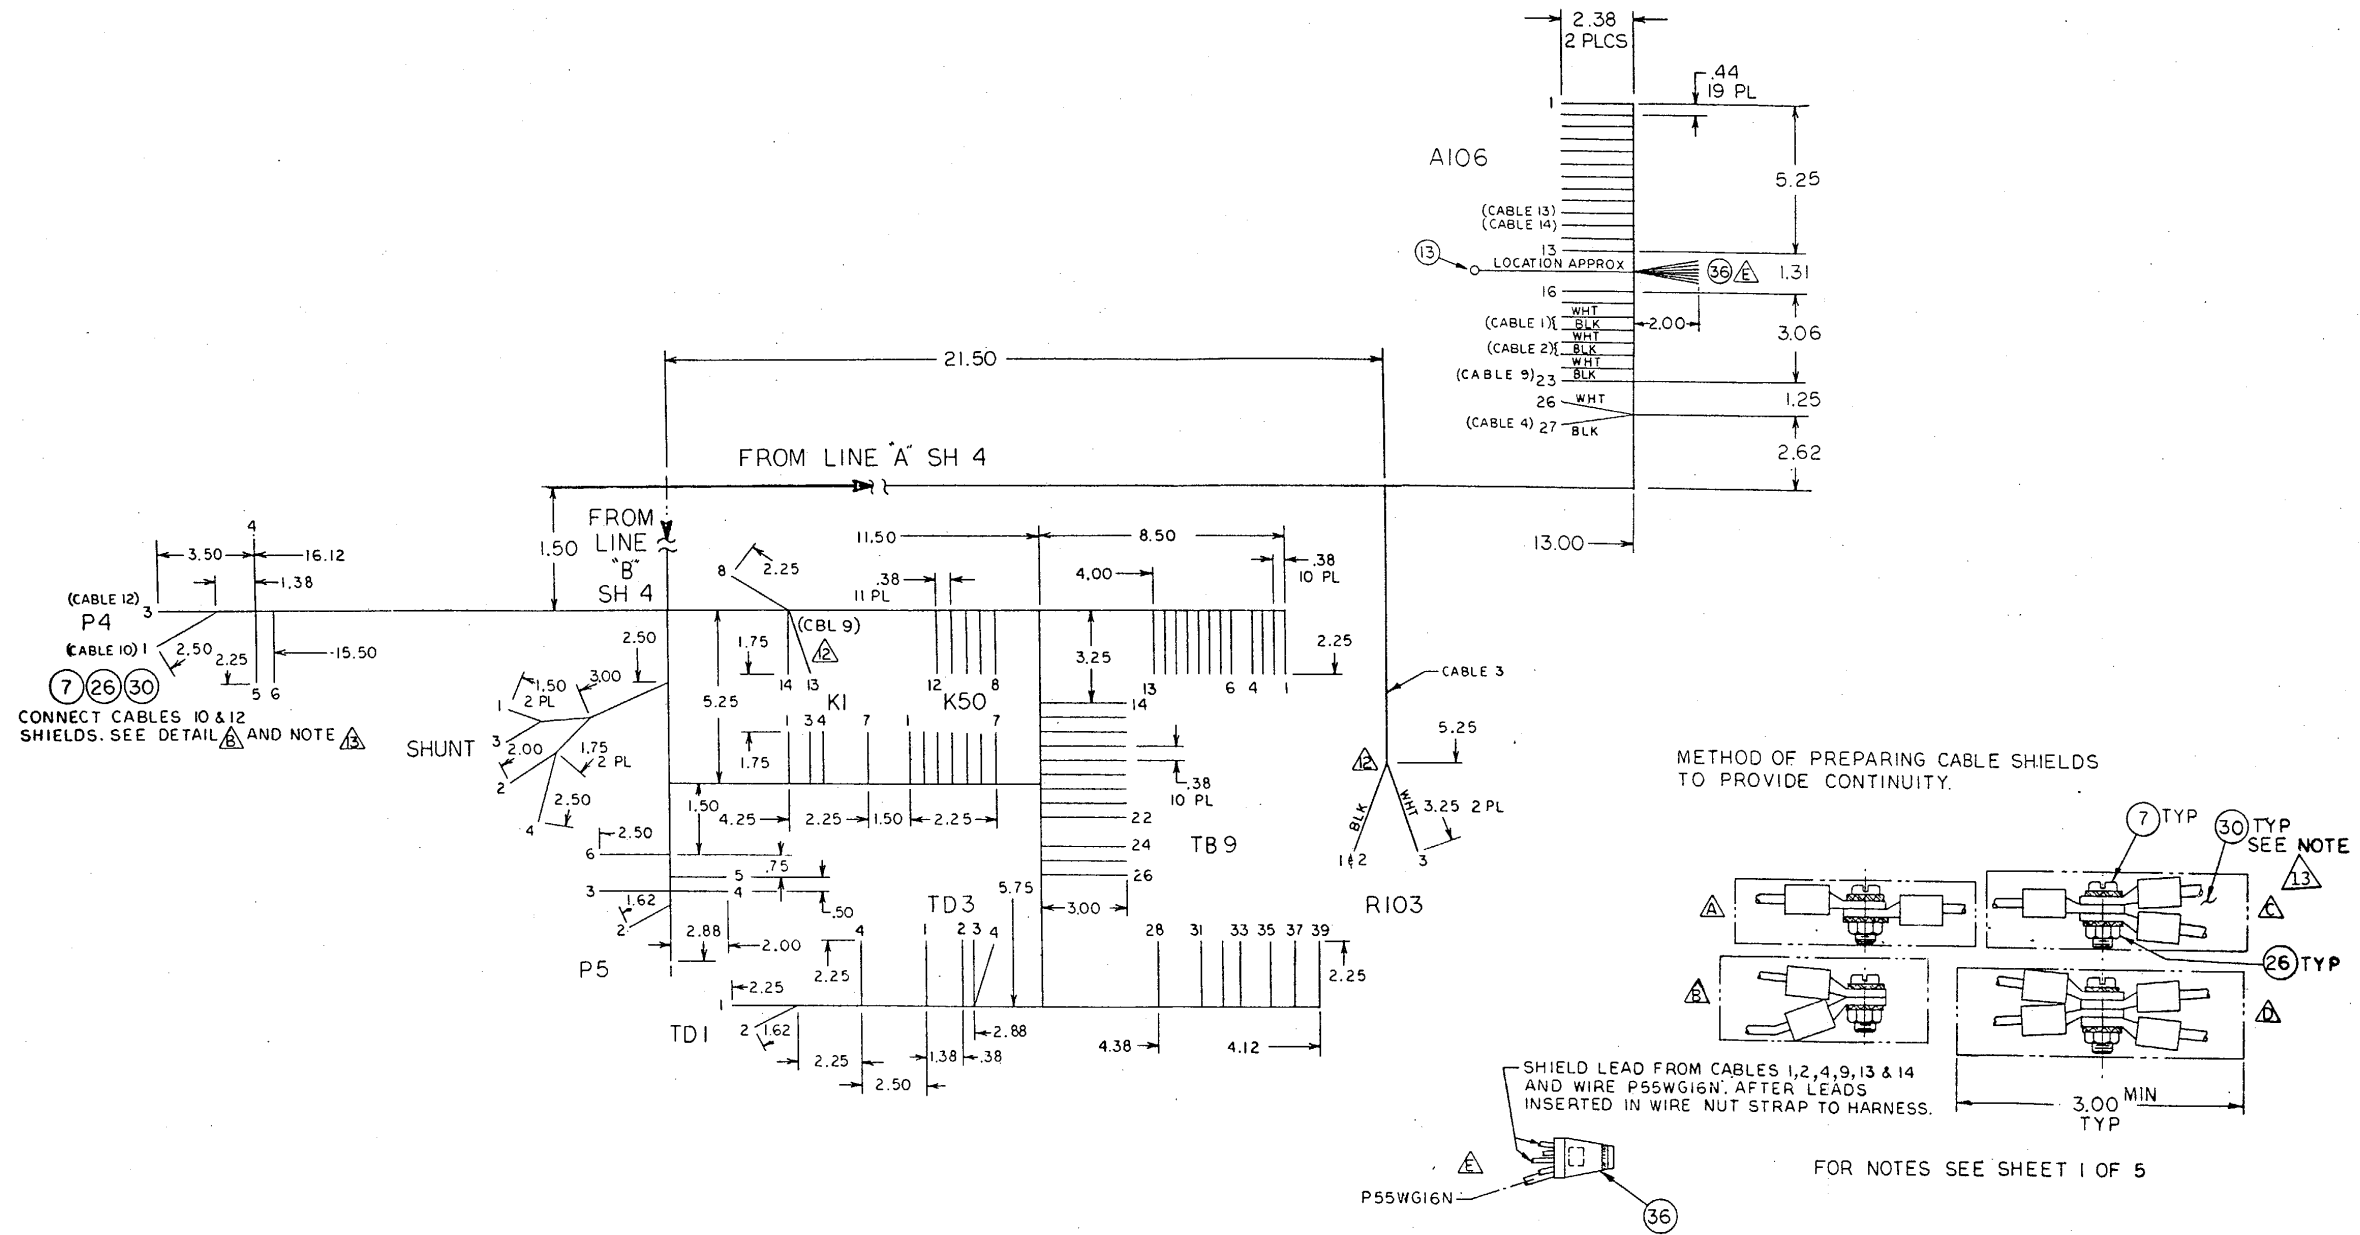 2.38
2 PLCS
.44
19 PL
1
A106
5.25
(CABLE 13)
(CABLE 14)
13
13
LOCATION APPROX
36 E
1.31
16
WHT
(CABLE 1){ BLK
2.00
3.06
WHT
(CABLE 2){ BLK
WHT
(CABLE 9) 23 BLK
1.25
26 WHT
(CABLE 4) 27
BLK
2.62
21.50
FROM LINE "A" SH 4
13.00
1.50
FROM
LINE
"B"
SH 4
11.50
8.50
4
3.50
16.12
1.38
(CABLE 12)
3
P4
(CABLE 10) 1
2.50
2.25
15.50
5 6
7 26 30
CONNECT CABLES 10 & 12
SHIELDS. SEE DETAIL B AND NOTE 13
8
2.25
.38
11 PL
4.00
.38
10 PL
(CBL 9)
12
2.50
1.75
3.25
2.25
14 13
12 8
13 6 4 1
K1
K50
5.25
1 3 4 7 1 7
1.75
14
SHUNT
1.50
2 PL
3.00
1
3
2.00
1.75
2 PL
2
2.50
4
.38
10 PL
1.50
4.25
2.25
1.50
2.25
22
24
26
TB9
CABLE 3
12
5.25
BLK
WHT
3.25 2 PL
1&2
3
R103
2.50
6
.75
5
3
4
.50
1.62
2
2.88
2.00
1
P5
TD3
5.75
3.00
4 1 2 3 4
2.25
28 31 33 35 37 39
2.25
2.25
1
2
1.62
TD1
2.25
2.50
1.38
.38
2.88
4.38
4.12
METHOD OF PREPARING CABLE SHIELDS
TO PROVIDE CONTINUITY.
7 TYP
30 TYP
SEE NOTE
13
A
C
26 TYP
B
D
3.00 MIN
TYP
SHIELD LEAD FROM CABLES 1,2,4,9,13 & 14
AND WIRE P55WG16N. AFTER LEADS
INSERTED IN WIRE NUT STRAP TO HARNESS.
E
P55WG16N
36
FOR NOTES SEE SHEET 1 OF 5